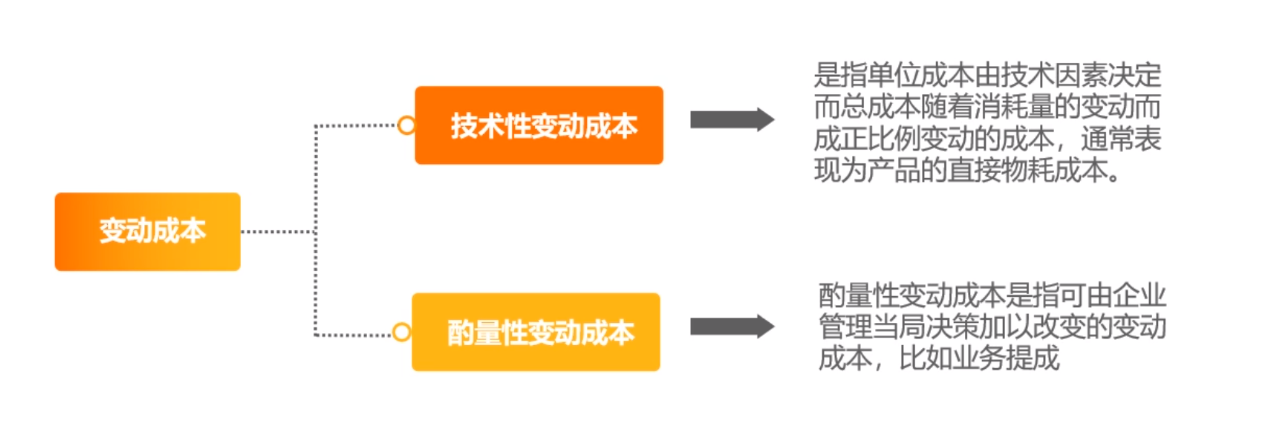 变动成本
技术性变动成本
是指单位成本由技术因素决定
而总成本随着消耗量的变动而
成正比例变动的成本，通常表
现为产品的直接物耗成本。
酌量性变动成本
酌量性变动成本是指可由企业
管理当局决策加以改变的变动
成本，比如业务提成